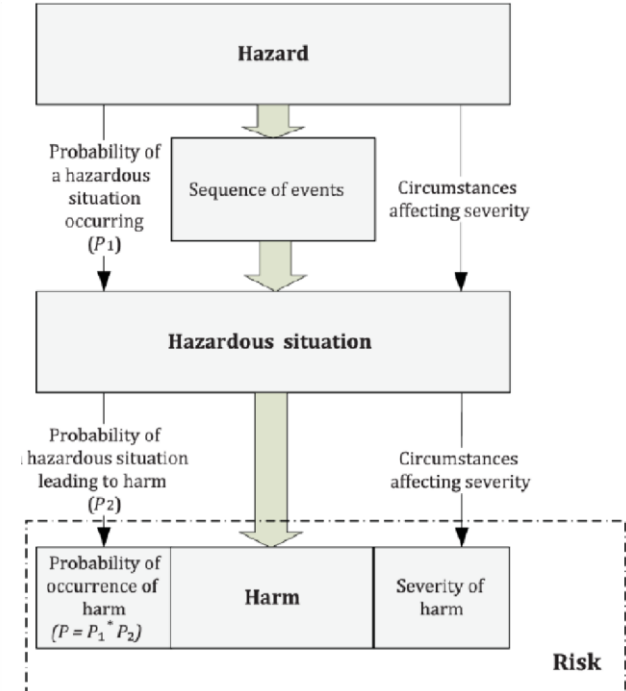 Hazard
Probability of
a hazardous
situation
occurring
(P1)
Sequence of events
Circumstances
affecting severity
Hazardous situation
Probability of
hazardous situation
leading to harm
(P2)
Circumstances
affecting severity
Probability of
occurrence of
harm
(P = P1* P2)
Harm
Severity of
harm
Risk